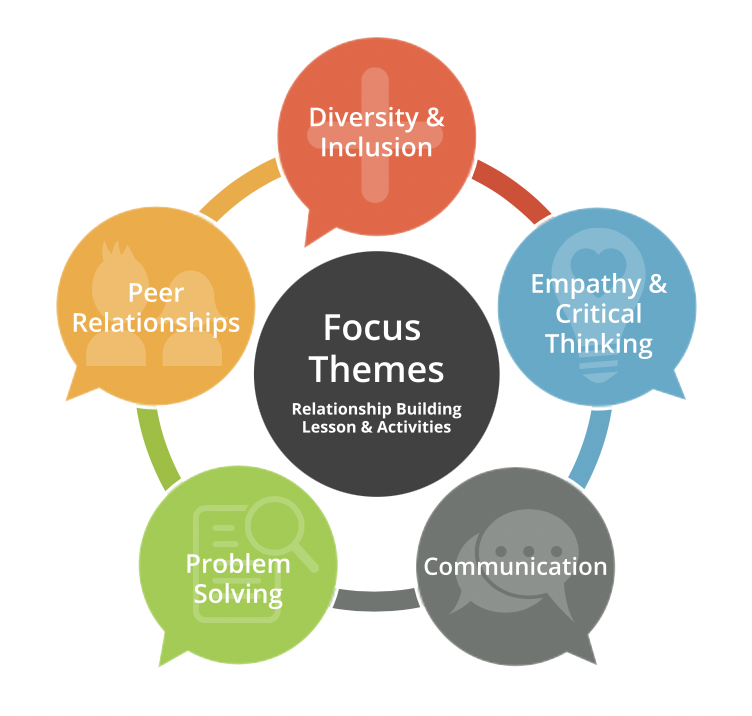 Diversity &
Inclusion
Empathy &
Critical
Thinking
Communication
Problem
Solving
Peer
Relationships
Focus
Themes
Relationship Building
Lesson & Activities